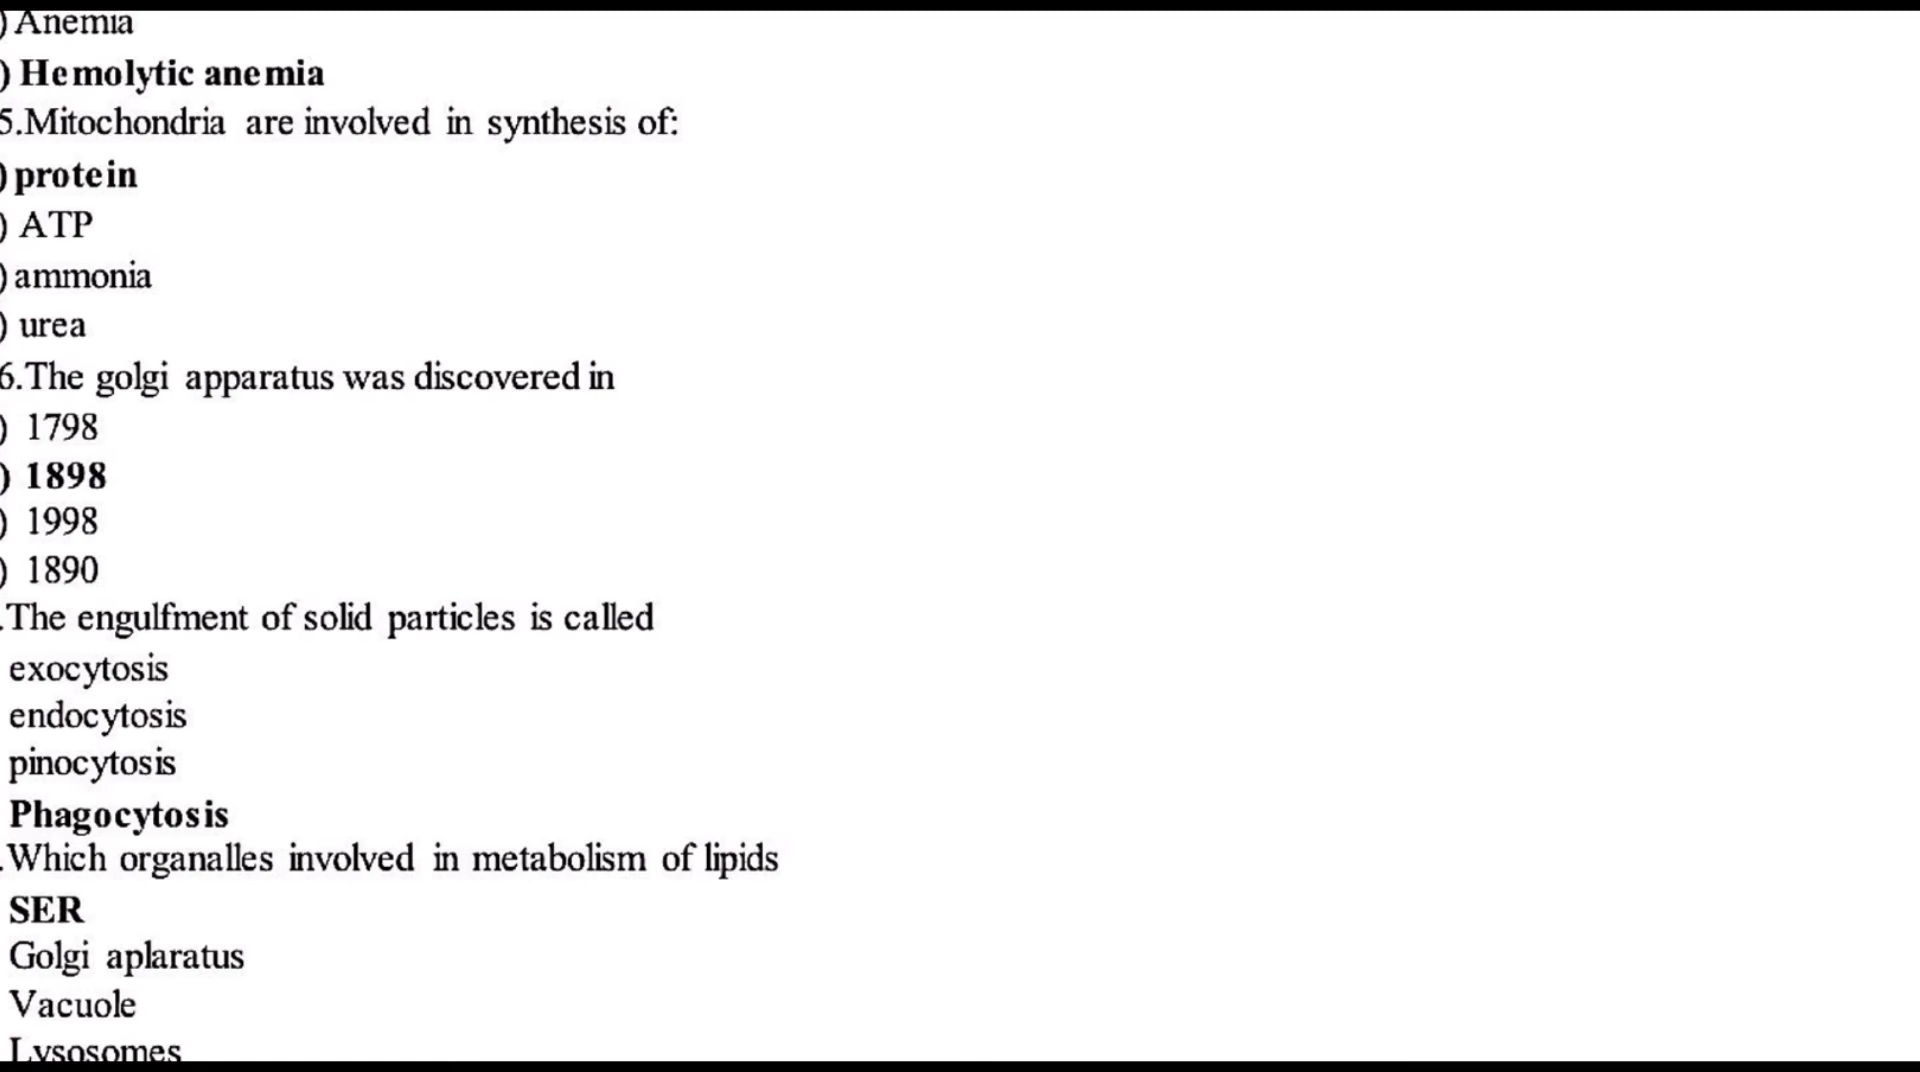 ) Anemia
) Hemolytic anemia
5.Mitochondria are involved in synthesis of:
) protein
) ATP
) ammonia
) urea
6.The golgi apparatus was discovered in
) 1798
) 1898
) 1998
) 1890
.The engulfment of solid particles is called
exocytosis
endocytosis
pinocytosis
Phagocytosis
.Which organalles involved in metabolism of lipids
SER
Golgi aplaratus
Vacuole
Lysosomes